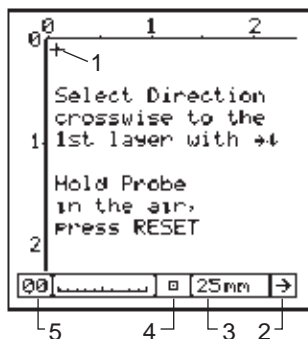 0 1 2
0
1
Select Direction
crosswise to the
1 1st layer with →↓
Hold Probe
in the air,
press RESET
2
00 25mm →
5 4 3 2